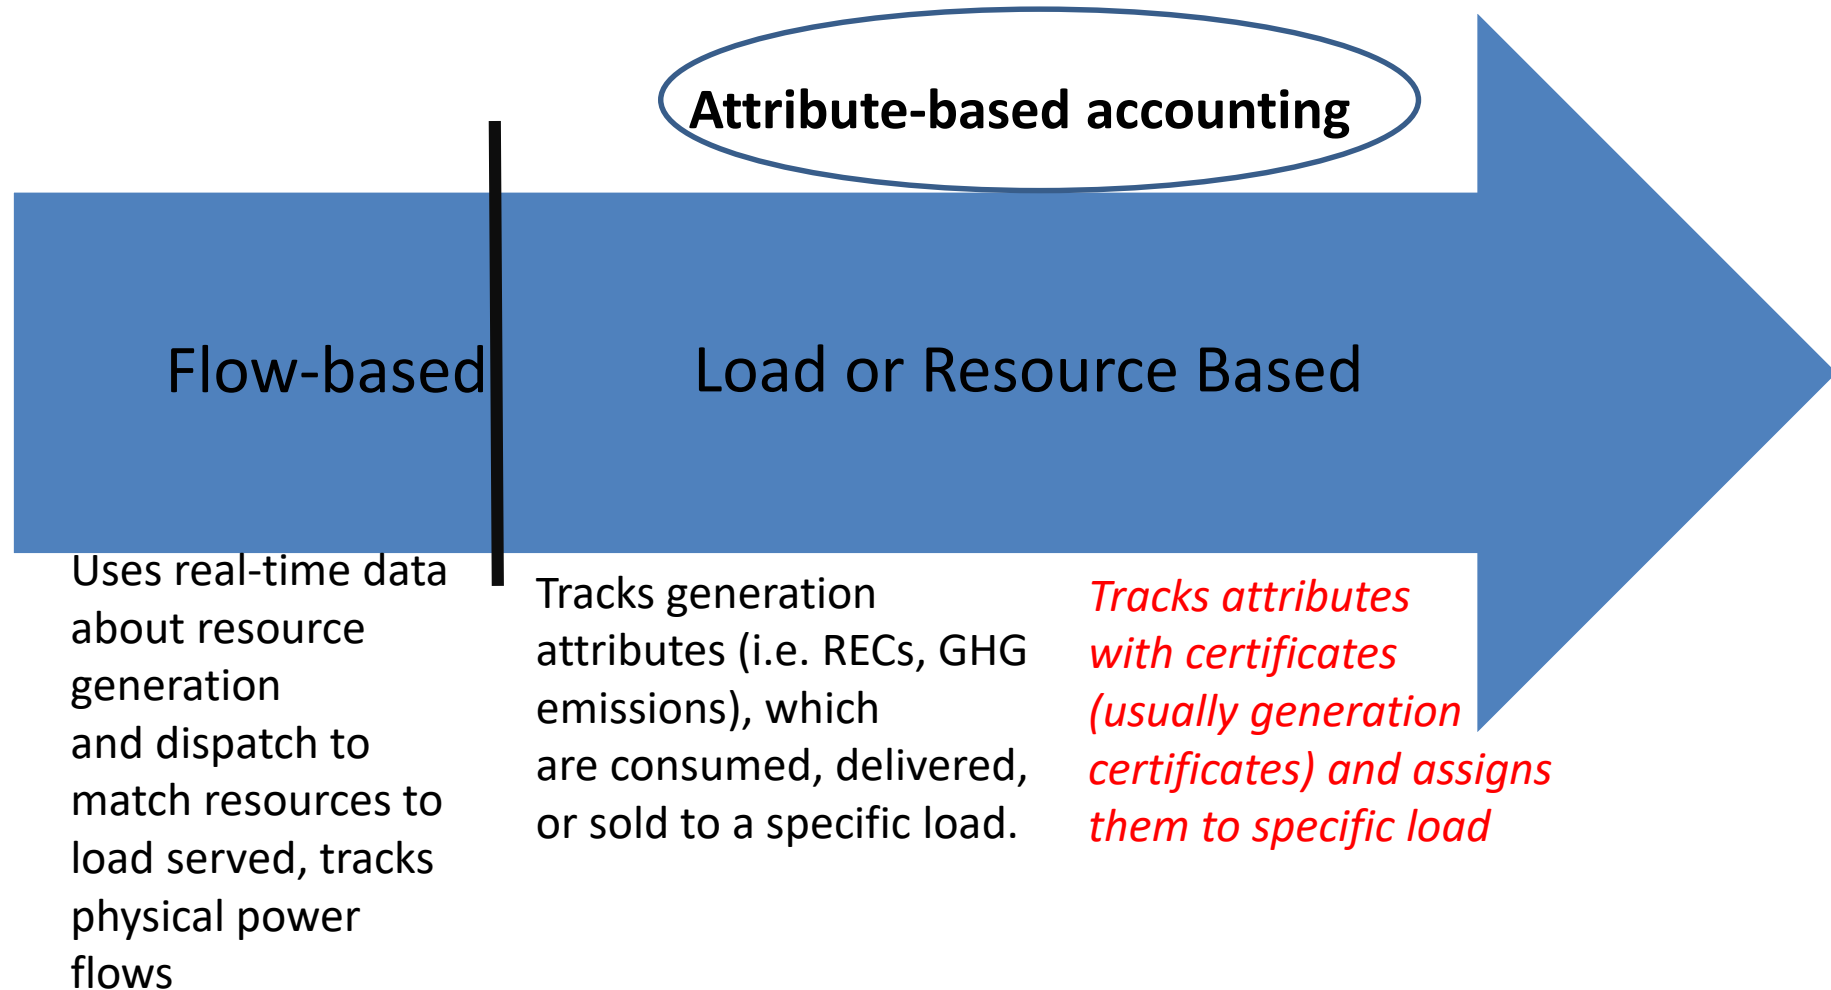 Attribute-based accounting
Flow-based
Load or Resource Based
Uses real-time data
about resource
generation
and dispatch to
match resources to
load served, tracks
physical power
flows
Tracks generation
attributes (i.e. RECs, GHG
emissions), which
are consumed, delivered,
or sold to a specific load.
Tracks attributes
with certificates
(usually generation
certificates) and assigns
them to specific load